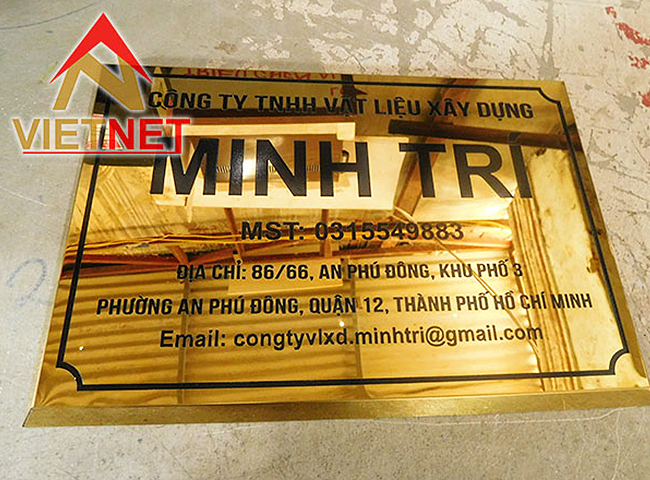 VIETNET
CÔNG TY TNHH VẬT LIỆU XÂY DỰNG
MINH TRÍ
MST: 0315549883
ĐỊA CHỈ: 86/66, AN PHÚ ĐÔNG, KHU PHỐ 3
PHƯỜNG AN PHÚ ĐÔNG, QUẬN 12, THÀNH PHỐ HỒ CHÍ MINH
Email: congtyvlxd.minhtri@gmail.com